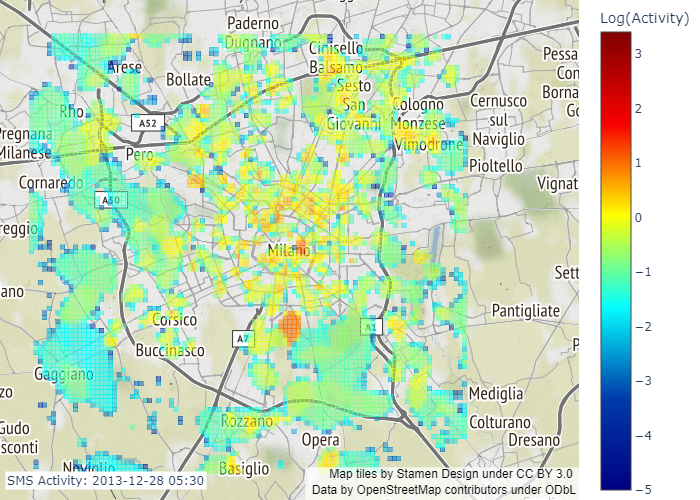 Paderno
Dugnano
Cinisello
Balsamo
Arese
Bollate
Sesto
San
Giovanni
Cologno
Monzese
Vimodrone
Cernusco
sul
Naviglio
Pessa
Con
Borna
Go
Rho
A52
Pregnana
Milanese
Pero
Pioltello
Cornaredo
Vignat
A50
reggio
Milano
Sett
ano
Pantigliate
Corsico
A7
A1
Buccinasco
P
Gaggiano
zo
Mediglia
Rozzano
Colturano
Gudo
sconti
Opera
Dresano
Noviglio
Basiglio
SMS Activity: 2013-12-28 05:30
Map tiles by Stamen Design under CC BY 3.0
Data by OpenStreetMap contributors under ODbL
Log(Activity)
3
2
1
0
−1
−2
−3
−4
−5